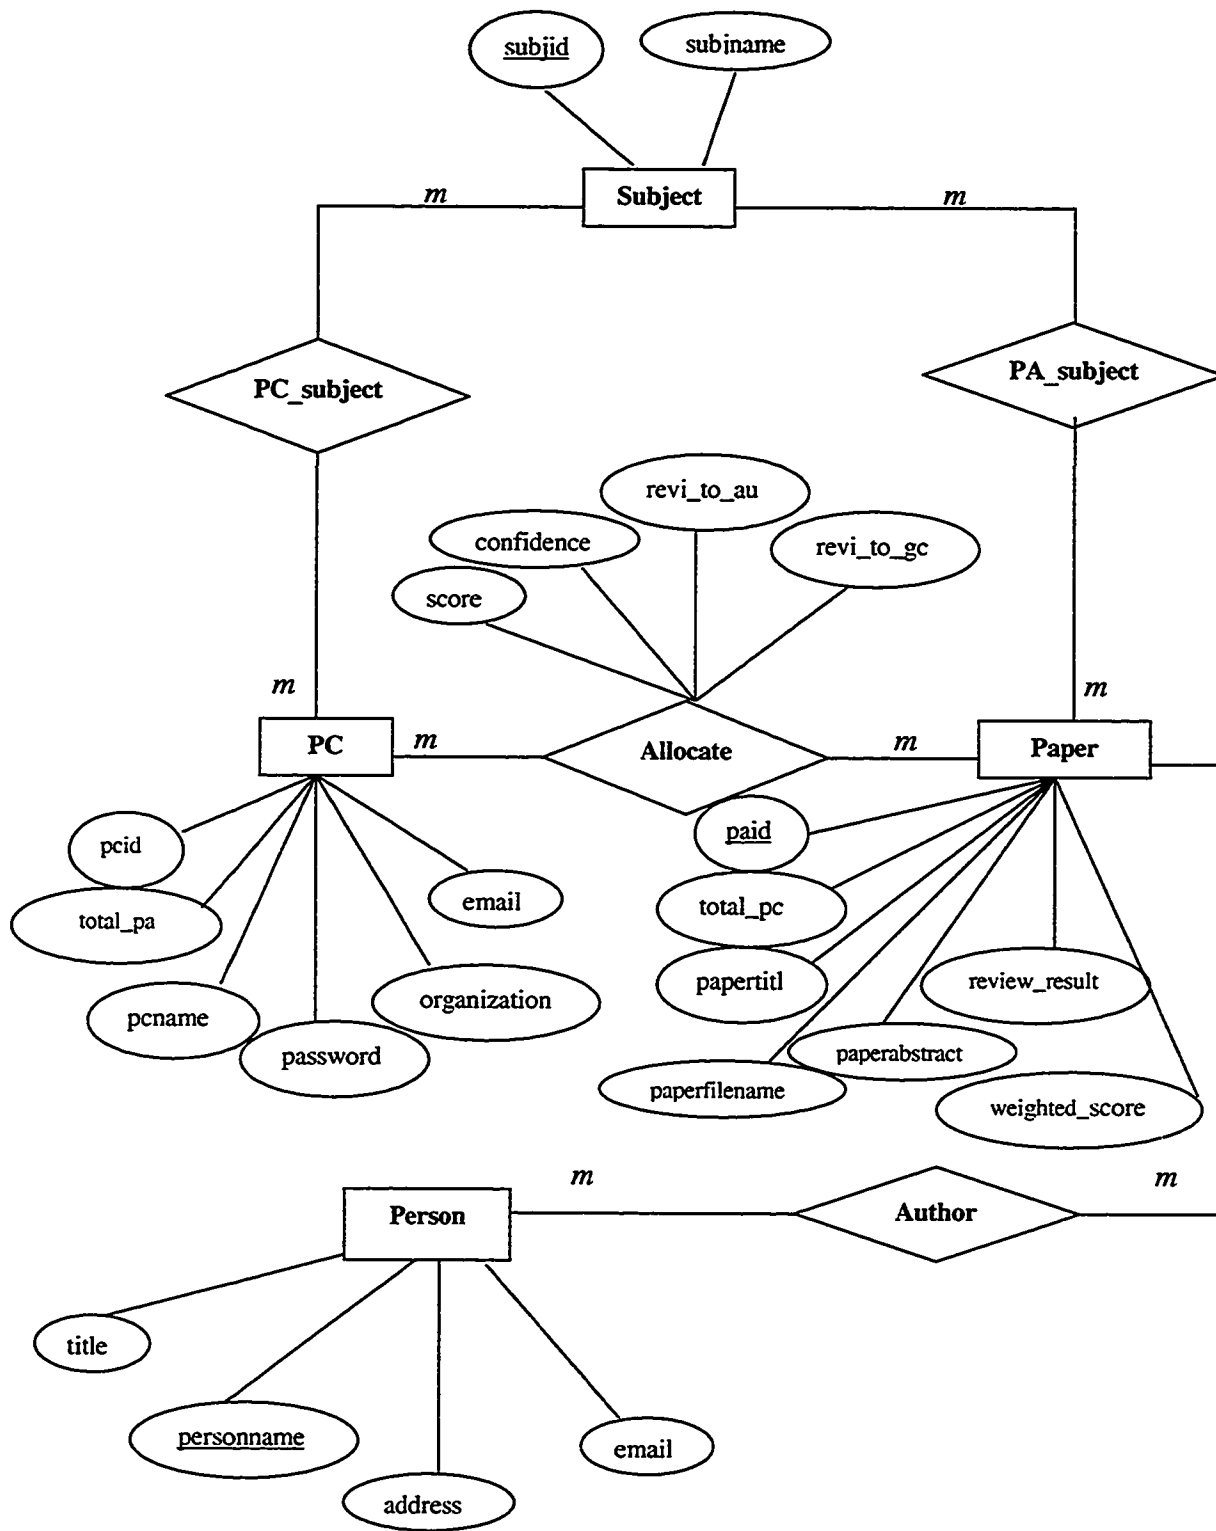 subjid
subjname
m
Subject
m
PC_subject
PA_subject
revi_to_au
confidence
revi_to_gc
score
m
m
PC
m
Allocate
m
Paper
pcid
paid
total_pa
email
total_pc
pcname
organization
papertitl
review_result
password
paperabstract
paperfilename
weighted_score
Person
m
Author
m
title
personname
email
address